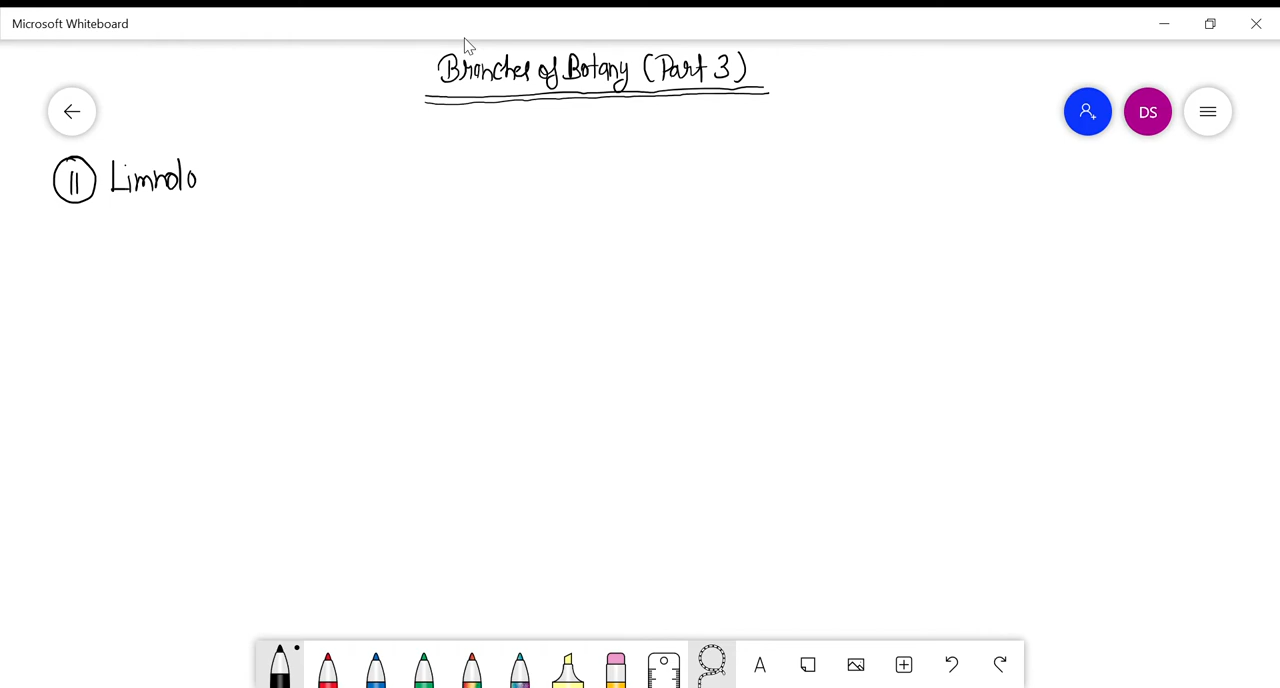 Microsoft Whiteboard
Branches of Botany (Part 3)
DS
11 Limnolo
A